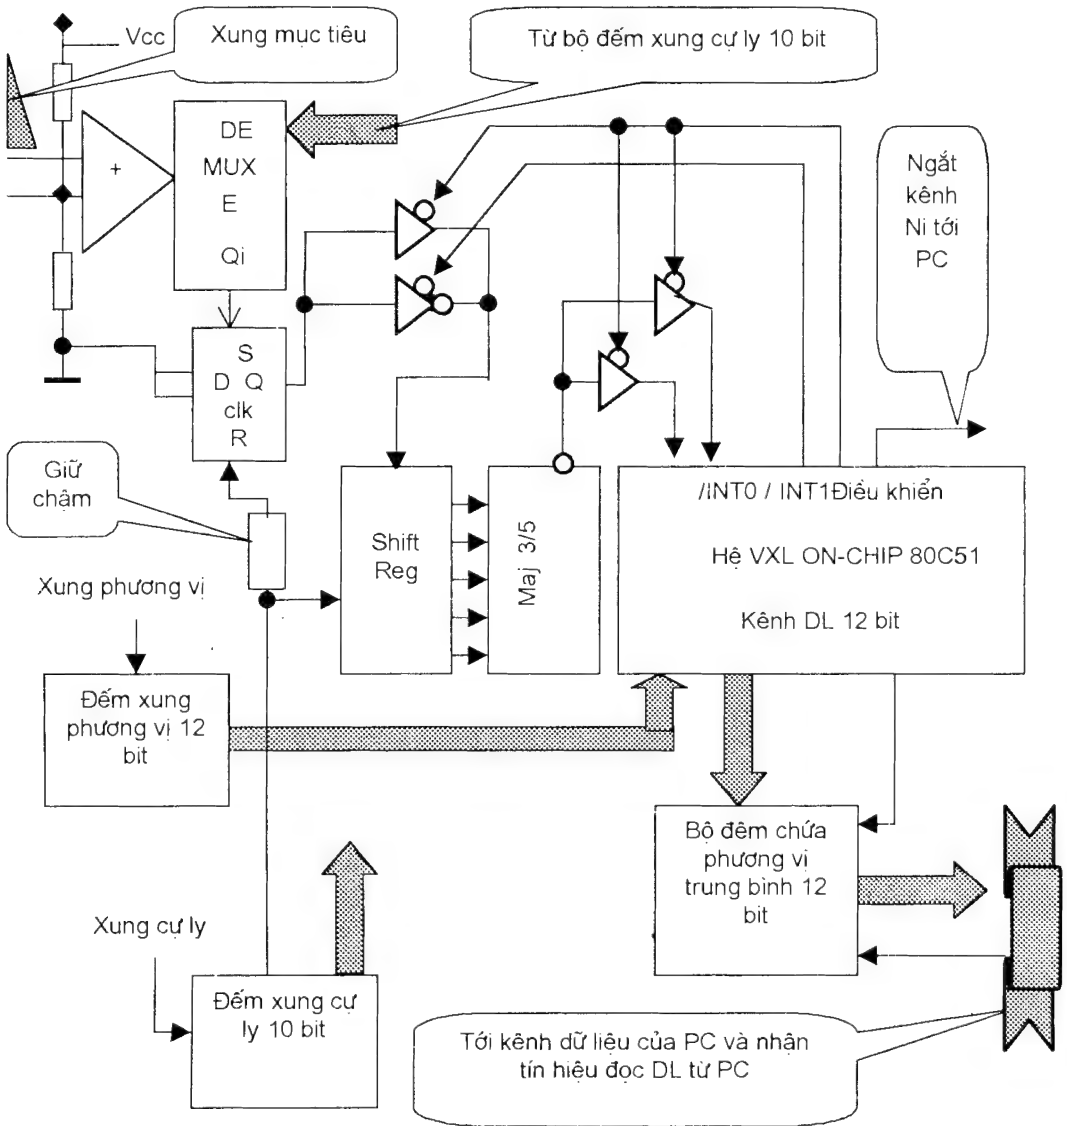 Vcc
Xung mục tiêu
Từ bộ đếm xung cự ly 10 bit
+
DE
MUX
E
Qi
Ngắt
kênh
Ni tới
PC
S
D Q
clk
R
Giữ
chậm
Shift
Reg
Maj 3/5
/INT0 / INT1Điều khiển
Hệ VXL ON-CHIP 80C51
Kênh DL 12 bit
Xung phương vị
Đếm xung
phương vị 12
bit
Bộ đêm chứa
phương vị
trung bình 12
bit
Xung cự ly
Đếm xung cự
ly 10 bit
Tới kênh dữ liệu của PC và nhận
tín hiệu đọc DL từ PC